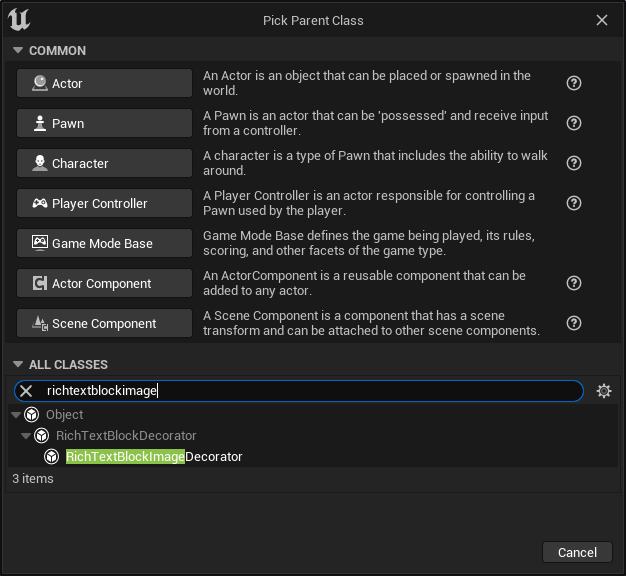 Pick Parent Class
COMMON
Actor
An Actor is an object that can be placed or spawned in the
world.
Pawn
A Pawn is an actor that can be 'possessed' and receive input
from a controller.
Character
A character is a type of Pawn that includes the ability to walk
around.
Player Controller
A Player Controller is an actor responsible for controlling a
Pawn used by the player.
Game Mode Base
Game Mode Base defines the game being played, its rules,
scoring, and other facets of the game type.
Actor Component
An ActorComponent is a reusable component that can be
added to any actor.
Scene Component
A Scene Component is a component that has a scene
transform and can be attached to other scene components.
ALL CLASSES
richtextblockimage
Object
RichTextBlockDecorator
RichTextBlockImageDecorator
3 items
Cancel